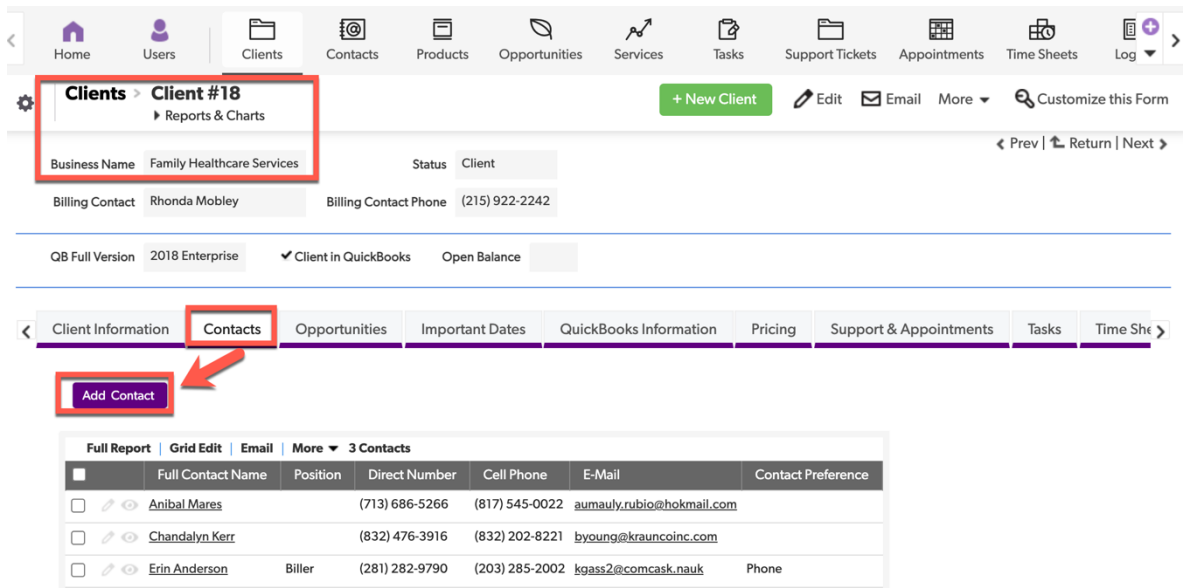 Home Users Clients Contacts Products Opportunities Services Tasks Support Tickets Appointments Time Sheets Log
Clients > Client #18
Reports & Charts
+ New Client Edit Email More Customize this Form
Prev | Return | Next
Business Name Family Healthcare Services Status Client
Billing Contact Rhonda Mobley Billing Contact Phone (215) 922-2242
QB Full Version 2018 Enterprise Client in QuickBooks Open Balance
Client Information Contacts Opportunities Important Dates QuickBooks Information Pricing Support & Appointments Tasks Time She
Add Contact
Full Report | Grid Edit | Email | More 3 Contacts
Full Contact Name Position Direct Number Cell Phone E-Mail Contact Preference
Anibal Mares (713) 686-5266 (817) 545-0022 aumauly.rubio@hokmail.com
Chandalyn Kerr (832) 476-3916 (832) 202-8221 byoung@krauncoinc.com
Erin Anderson Biller (281) 282-9790 (203) 285-2002 kgass2@comcask.nauk Phone